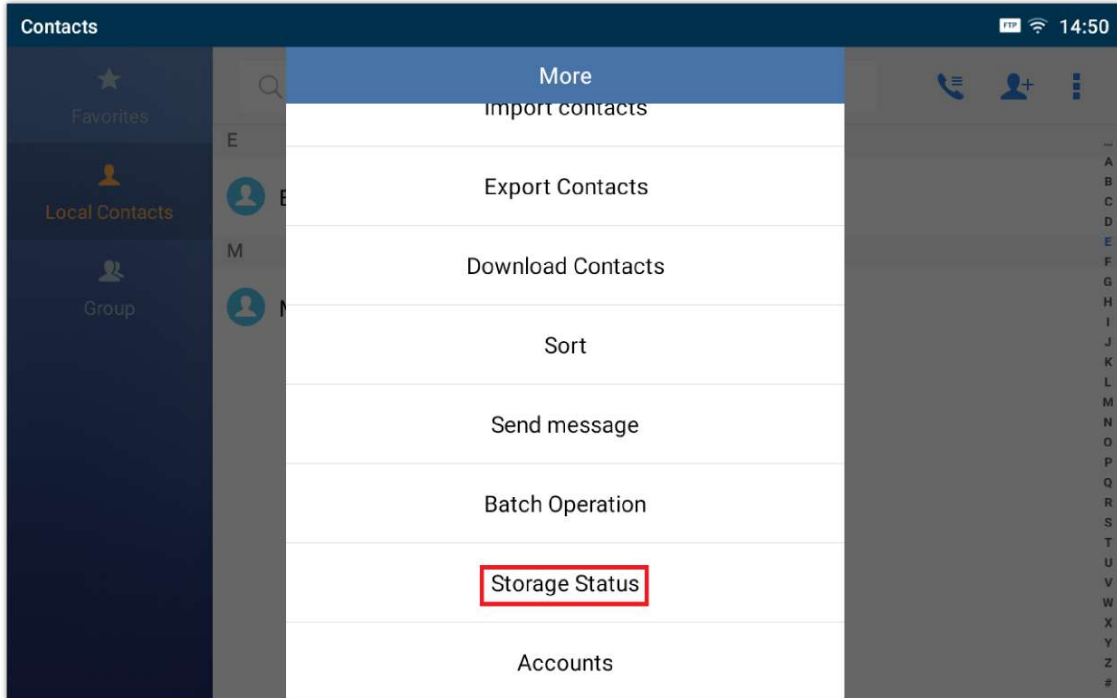 Contacts
FTP
14:50
Favorites
Local Contacts
Group
E
M
More
Import contacts
Export Contacts
Download Contacts
Sort
Send message
Batch Operation
Storage Status
Accounts
...
A
B
C
D
E
F
G
H
I
J
K
L
M
N
O
P
Q
R
S
T
U
V
W
X
Y
Z
#